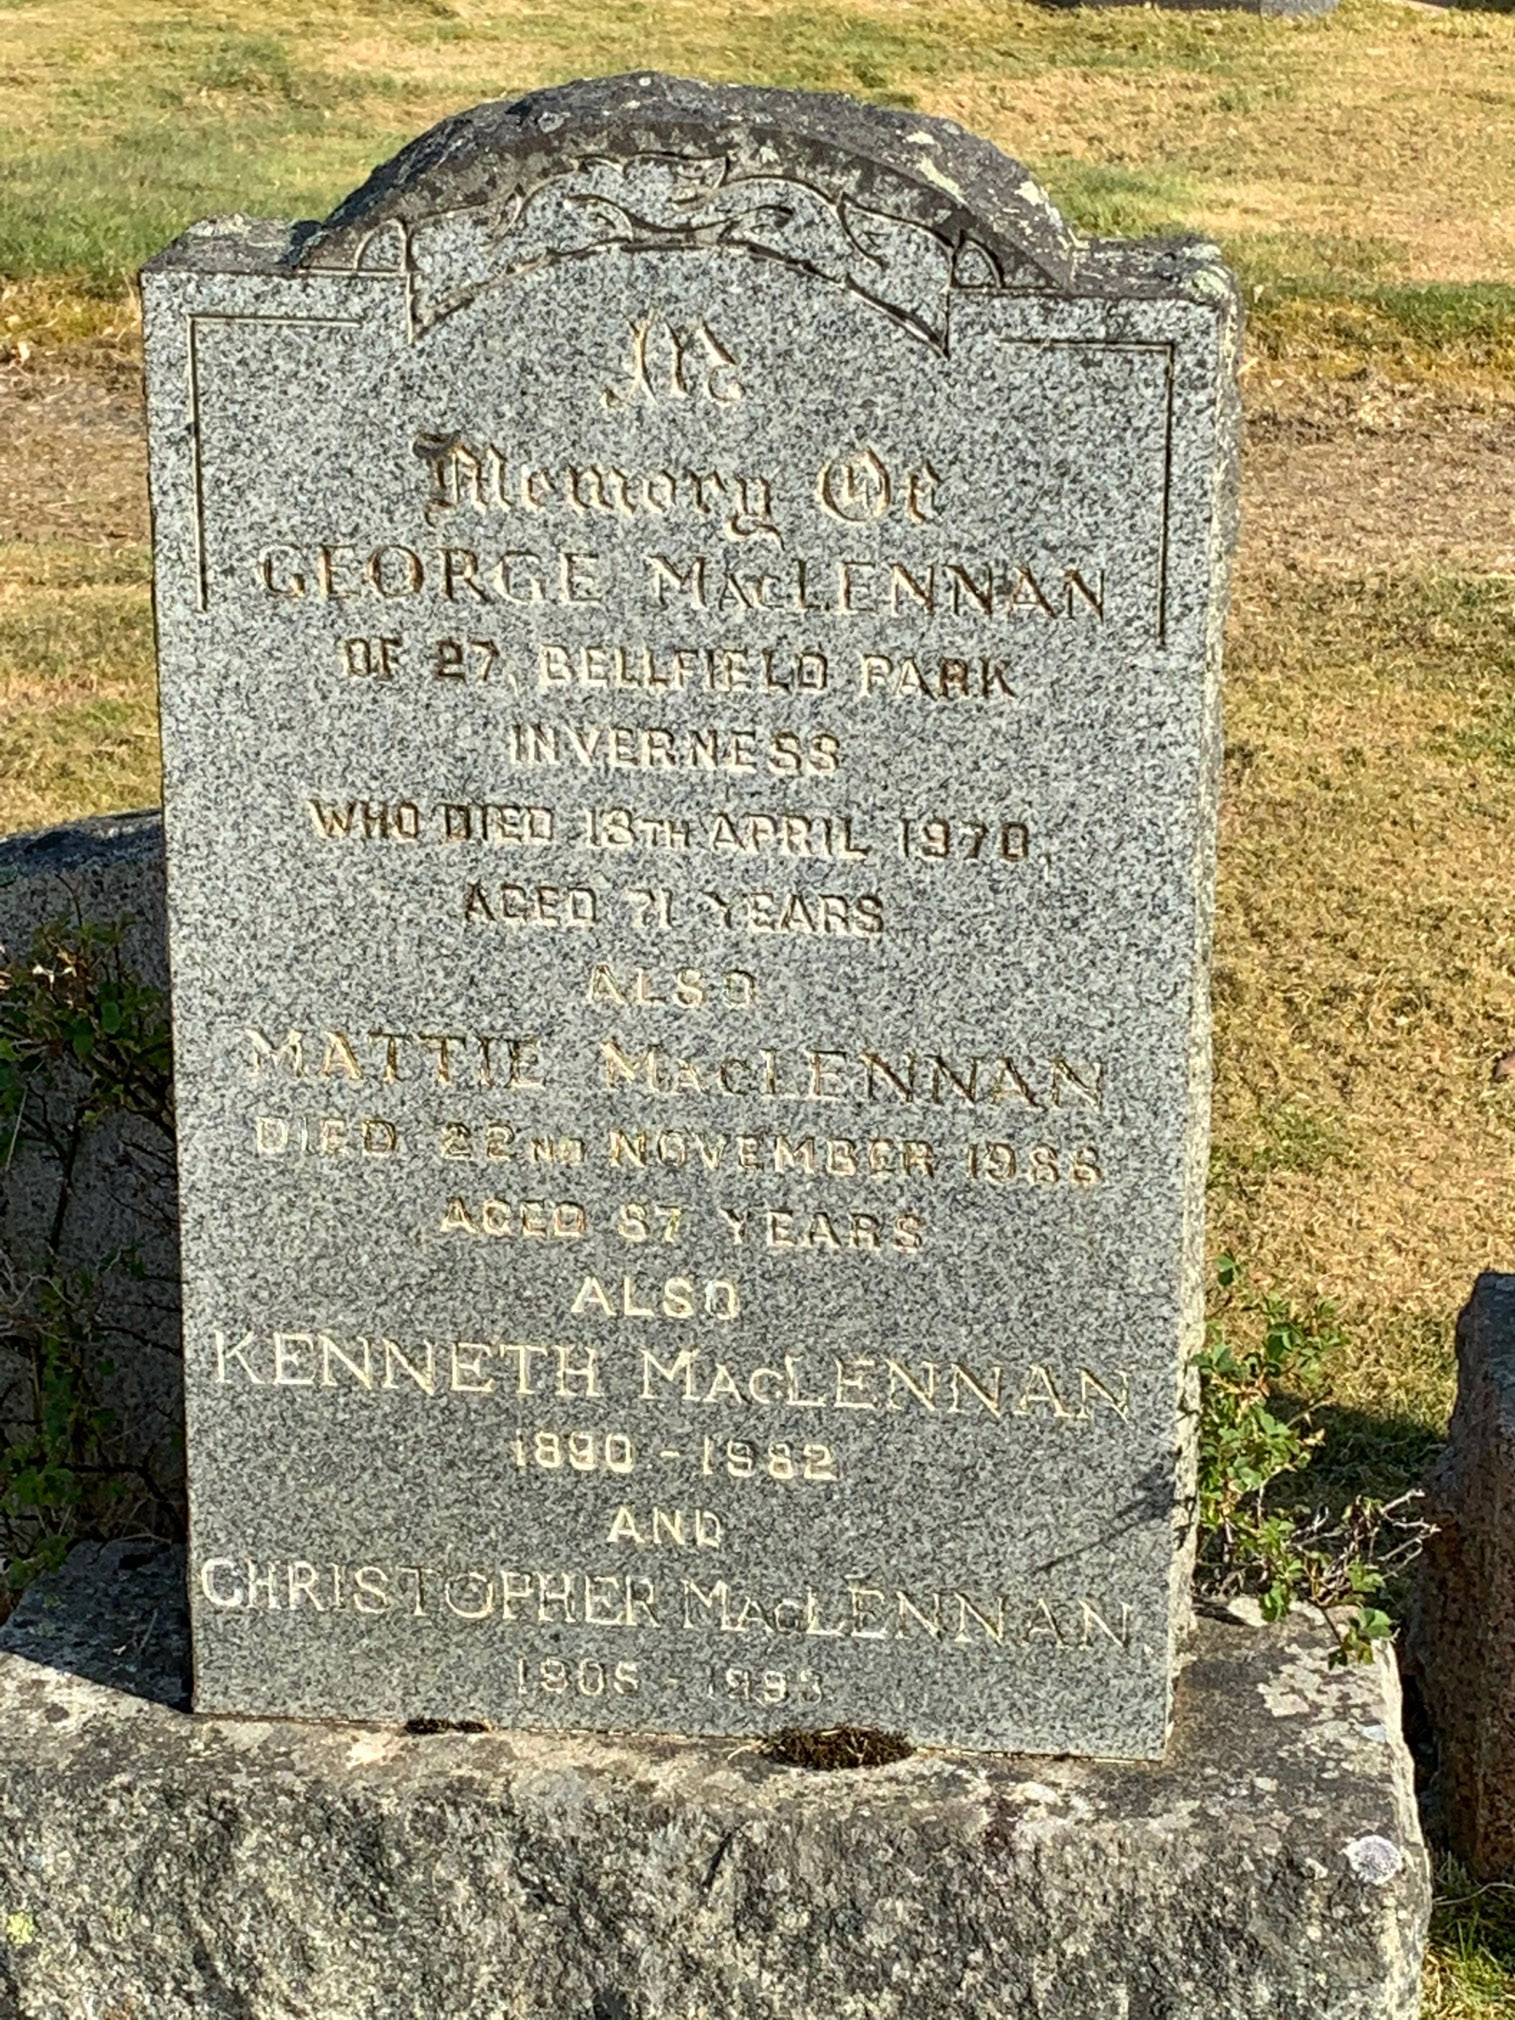 In
Memory Of
GEORGE MACLENNAN
OF 27, BELLFIELD PARK
INVERNESS
WHO DIED 18TH APRIL 1970,
AGED 71 YEARS
ALSO
MATTIE MACLENNAN
DIED 22ND NOVEMBER 1988
AGED 87 YEARS
ALSO
KENNETH MACLENNAN
1890 - 1982
AND
CHRISTOPHER MACLENNAN
- 1993